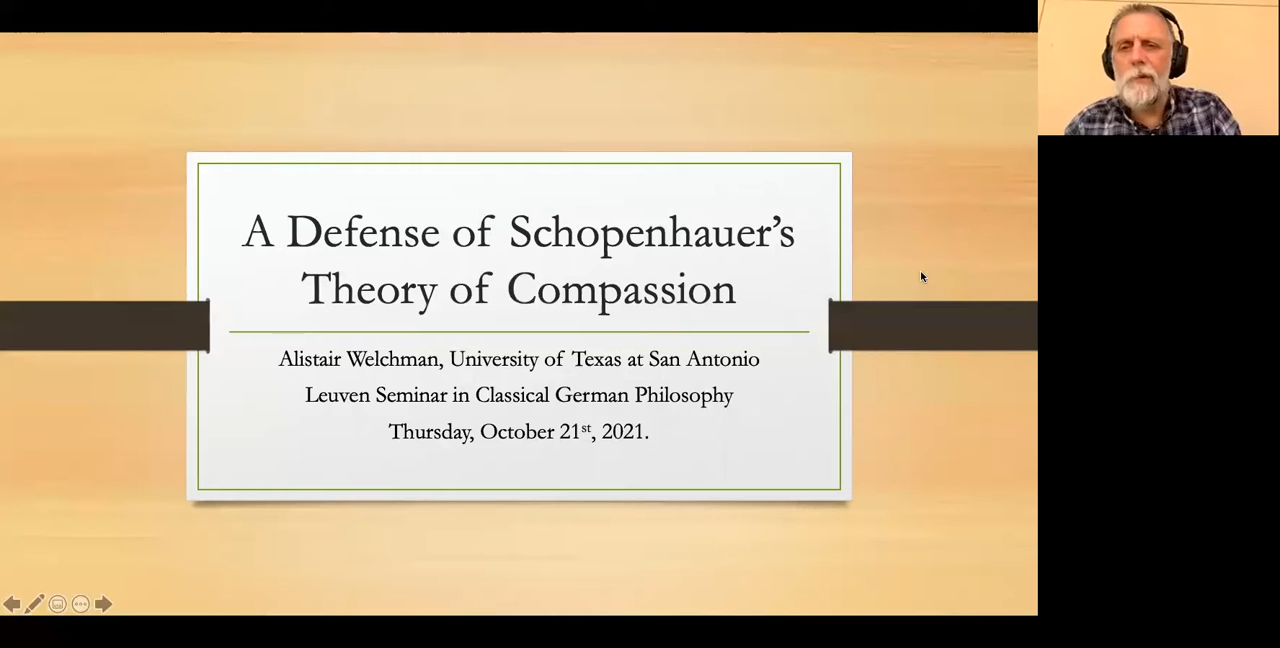 A Defense of Schopenhauer’s
Theory of Compassion
Alistair Welchman, University of Texas at San Antonio
Leuven Seminar in Classical German Philosophy
Thursday, October 21st, 2021.